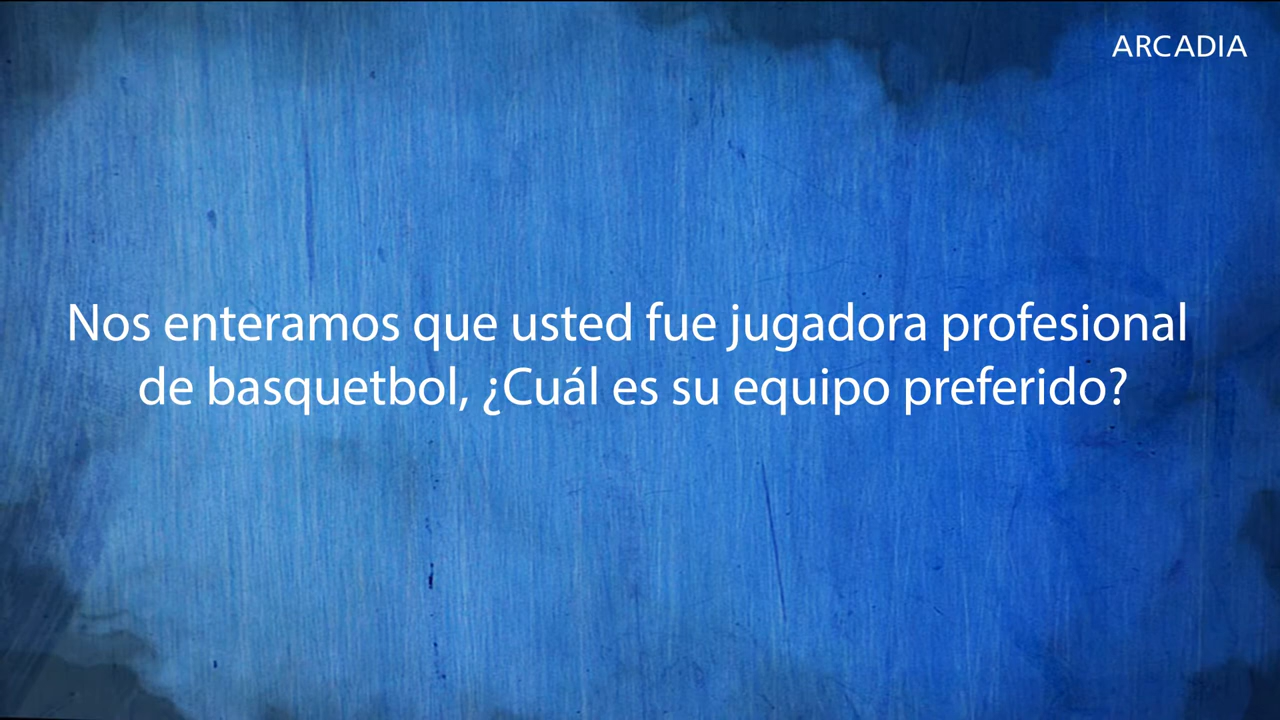 ARCADIA
Nos enteramos que usted fue jugadora profesional
de basquetbol, ¿Cuál es su equipo preferido?